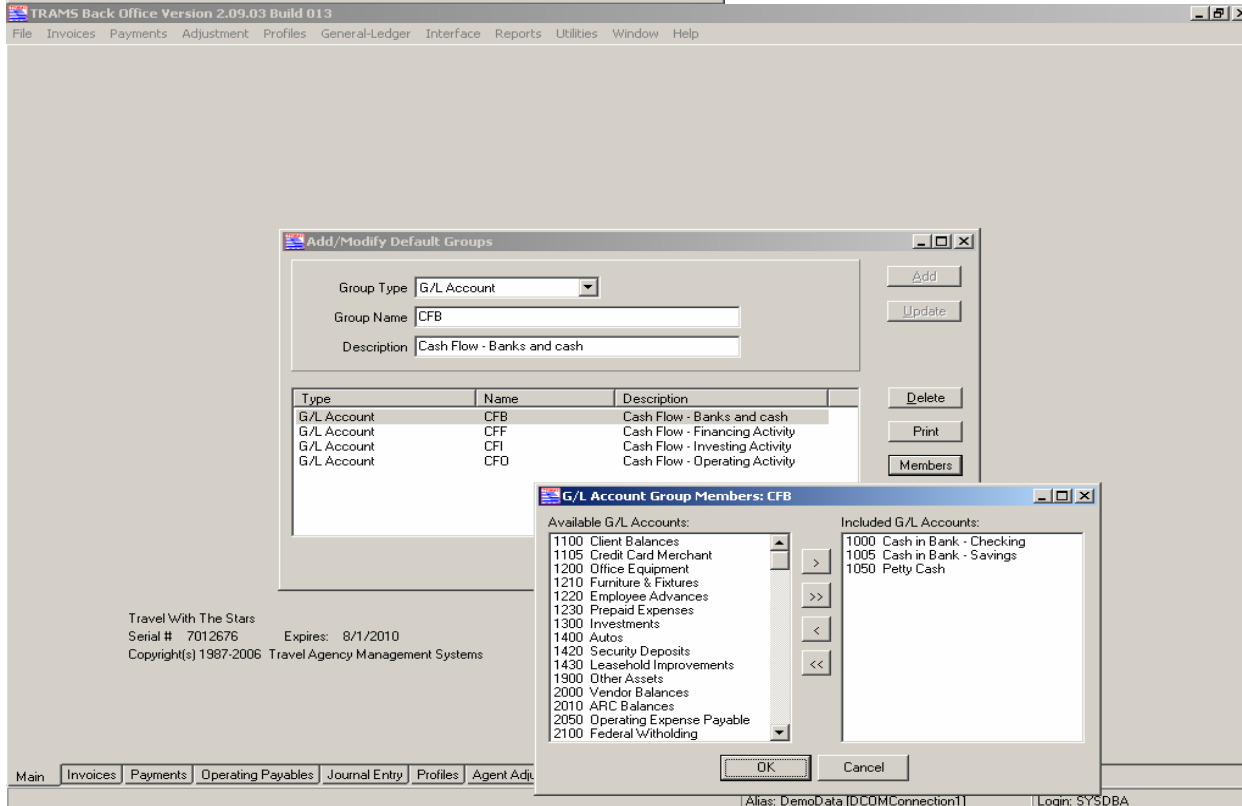 TRAMS Back Office Version 2.09.03 Build 013
File Invoices Payments Adjustment Profiles General-Ledger Interface Reports Utilities Window Help
Add/Modify Default Groups
Group Type G/L Account
Add
Group Name CFB
Update
Description Cash Flow - Banks and cash
Type Name Description
G/L Account CFB Cash Flow - Banks and cash
G/L Account CFF Cash Flow - Financing Activity
G/L Account CFI Cash Flow - Investing Activity
G/L Account CFO Cash Flow - Operating Activity
Delete
Print
Members
G/L Account Group Members: CFB
Available G/L Accounts:
1100 Client Balances
1105 Credit Card Merchant
1200 Office Equipment
1210 Furniture & Fixtures
1220 Employee Advances
1230 Prepaid Expenses
1300 Investments
1400 Autos
1420 Security Deposits
1430 Leasehold Improvements
1900 Other Assets
2000 Vendor Balances
2010 ARC Balances
2050 Operating Expense Payable
2100 Federal Witholding
>
>>
<
<<
Included G/L Accounts:
1000 Cash in Bank - Checking
1005 Cash in Bank - Savings
1050 Petty Cash
OK Cancel
Travel With The Stars
Serial # 7012676 Expires: 8/1/2010
Copyright(s) 1987-2006 Travel Agency Management Systems
Main Invoices Payments Operating Payables Journal Entry Profiles Agent Adju
Alias: DemoData [DCOMConnection1] Login: SYSDBA